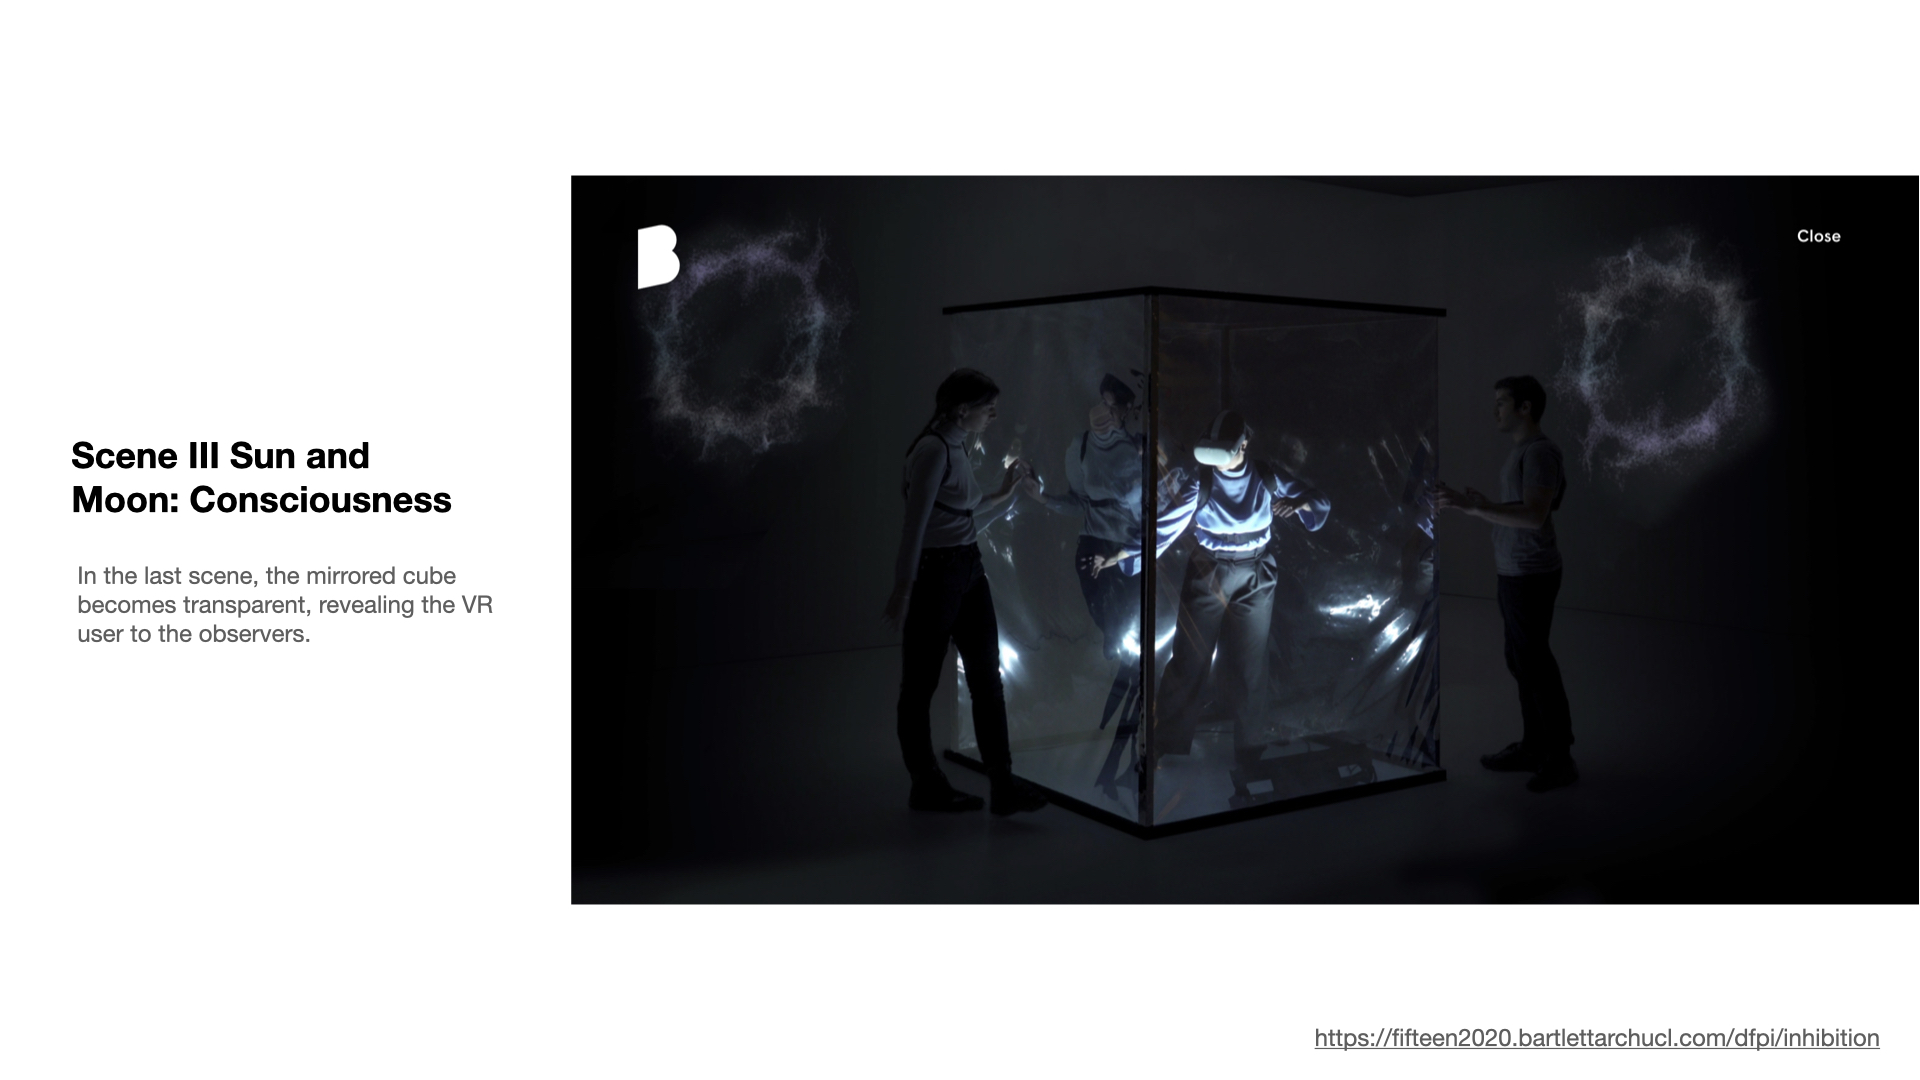 Scene III Sun and
Moon: Consciousness
In the last scene, the mirrored cube
becomes transparent, revealing the VR
user to the observers.
B
Close
https://fifteen2020.bartlettarchucl.com/dfpi/inhibition